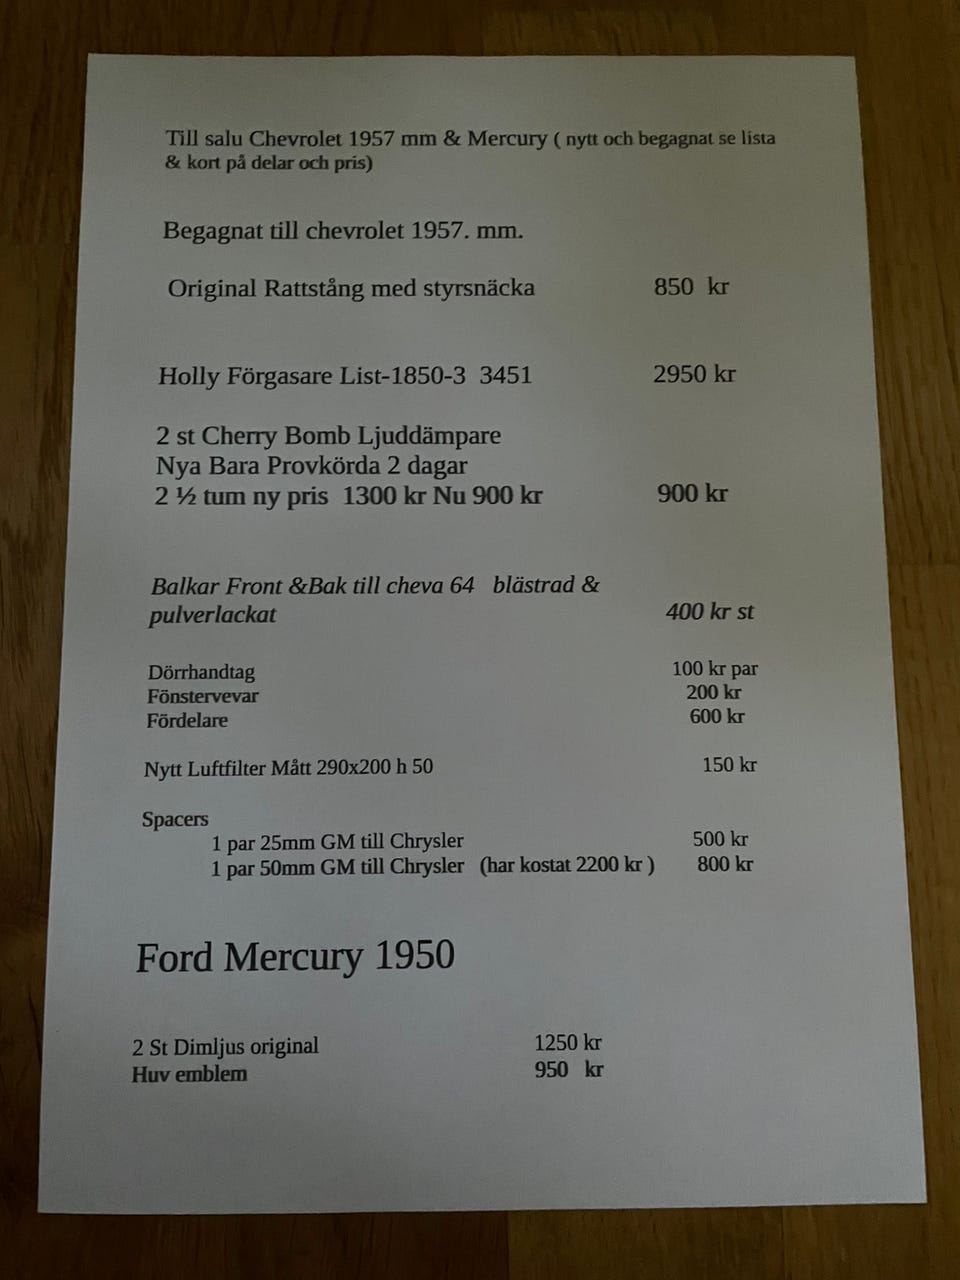 Till salu Chevrolet 1957 mm & Mercury ( nytt och begagnat se lista
& kort på delar och pris)
Begagnat till chevrolet 1957. mm.
Original Rattstång med styrsnäcka 850 kr
Holly Förgasare List-1850-3 3451 2950 kr
2 st Cherry Bomb Ljuddämpare
Nya Bara Provkörda 2 dagar
2 ½ tum ny pris 1300 kr Nu 900 kr 900 kr
Balkar Front &Bak till cheva 64 blästrad &
pulverlackat 400 kr st
Dörrhandtag 100 kr par
Fönstervevar 200 kr
Fördelare 600 kr
Nytt Luftfilter Mått 290x200 h 50 150 kr
Spacers
1 par 25mm GM till Chrysler 500 kr
1 par 50mm GM till Chrysler (har kostat 2200 kr ) 800 kr
Ford Mercury 1950
2 St Dimljus original 1250 kr
Huv emblem 950 kr